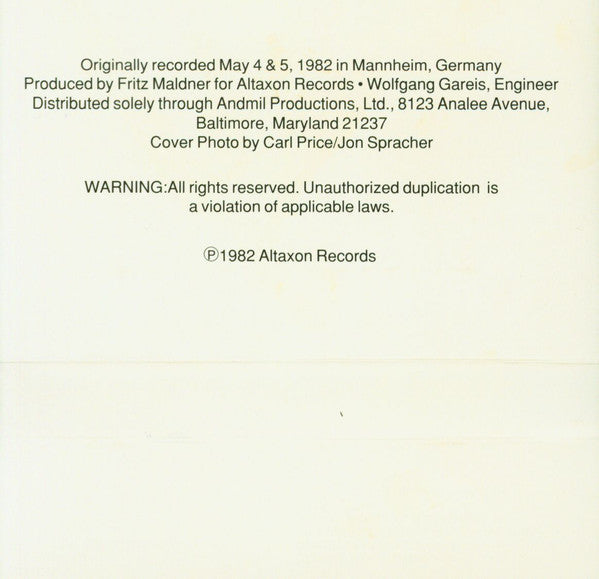 Originally recorded May 4 & 5, 1982 in Mannheim, Germany
Produced by Fritz Maldner for Altaxon Records • Wolfgang Gareis, Engineer
Distributed solely through Andmil Productions, Ltd., 8123 Analee Avenue,
Baltimore, Maryland 21237
Cover Photo by Carl Price/Jon Spracher
WARNING:All rights reserved. Unauthorized duplication is
a violation of applicable laws.
℗1982 Altaxon Records